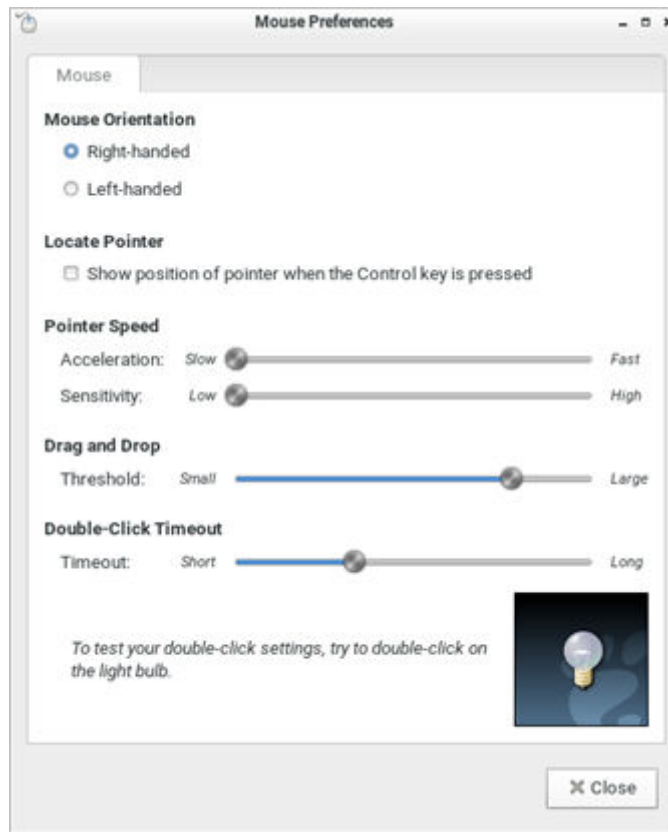 Mouse Preferences
Mouse
Mouse Orientation
Right-handed
Left-handed
Locate Pointer
Show position of pointer when the Control key is pressed
Pointer Speed
Acceleration: Slow Fast
Sensitivity: Low High
Drag and Drop
Threshold: Small Large
Double-Click Timeout
Timeout: Short Long
To test your double-click settings, try to double-click on
the light bulb.
Close